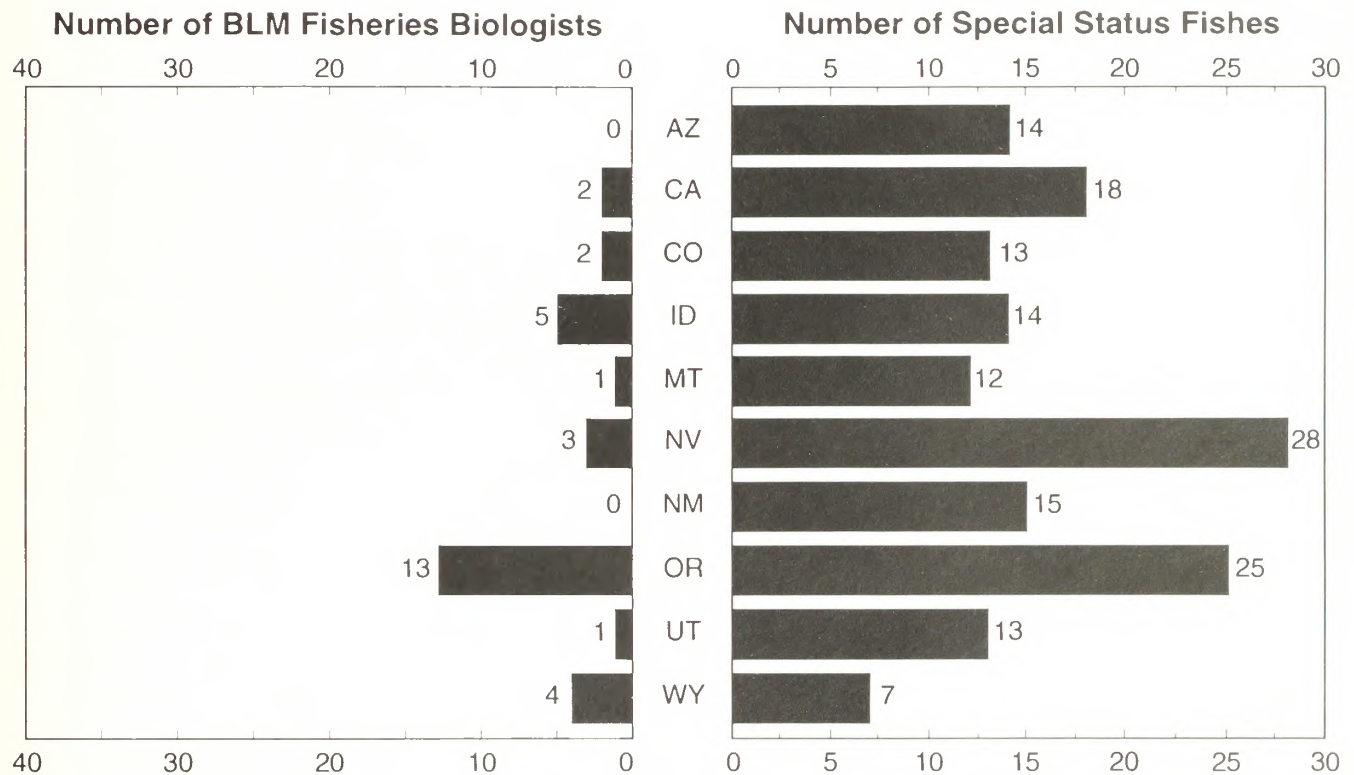 Number of BLM Fisheries Biologists Number of Special Status Fishes
40 30 20 10 0 0 5 10 15 20 25 30
0 AZ 14
2 CA 18
2 CO 13
5 ID 14
1 MT 12
3 NV 28
0 NM 15
13 OR 25
1 UT 13
4 WY 7
40 30 20 10 0 0 5 10 15 20 25 30